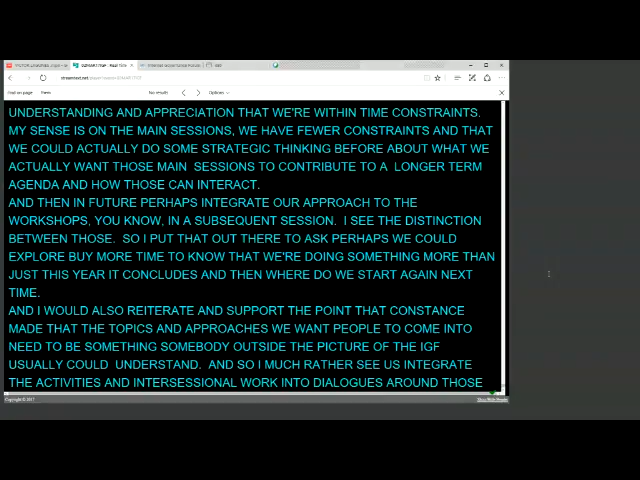 streamtext.net
Find on page
No results
Options
UNDERSTANDING AND APPRECIATION THAT WE'RE WITHIN TIME CONSTRAINTS.
MY SENSE IS ON THE MAIN SESSIONS, WE HAVE FEWER CONSTRAINTS AND THAT
WE COULD ACTUALLY DO SOME STRATEGIC THINKING BEFORE ABOUT WHAT WE
ACTUALLY WANT THOSE MAIN SESSIONS TO CONTRIBUTE TO A LONGER TERM
AGENDA AND HOW THOSE CAN INTERACT.
AND THEN IN FUTURE PERHAPS INTEGRATE OUR APPROACH TO THE
WORKSHOPS, YOU KNOW, IN A SUBSEQUENT SESSION. I SEE THE DISTINCTION
BETWEEN THOSE. SO I PUT THAT OUT THERE TO ASK PERHAPS WE COULD
EXPLORE BUY MORE TIME TO KNOW THAT WE'RE DOING SOMETHING MORE THAN
JUST THIS YEAR IT CONCLUDES AND THEN WHERE DO WE START AGAIN NEXT
TIME.
AND I WOULD ALSO REITERATE AND SUPPORT THE POINT THAT CONSTANCE
MADE THAT THE TOPICS AND APPROACHES WE WANT PEOPLE TO COME INTO
NEED TO BE SOMETHING SOMEBODY OUTSIDE THE PICTURE OF THE IGF
USUALLY COULD UNDERSTAND. AND SO I MUCH RATHER SEE US INTEGRATE
THE ACTIVITIES AND INTERSESSIONAL WORK INTO DIALOGUES AROUND THOSE
Copyright © 2017